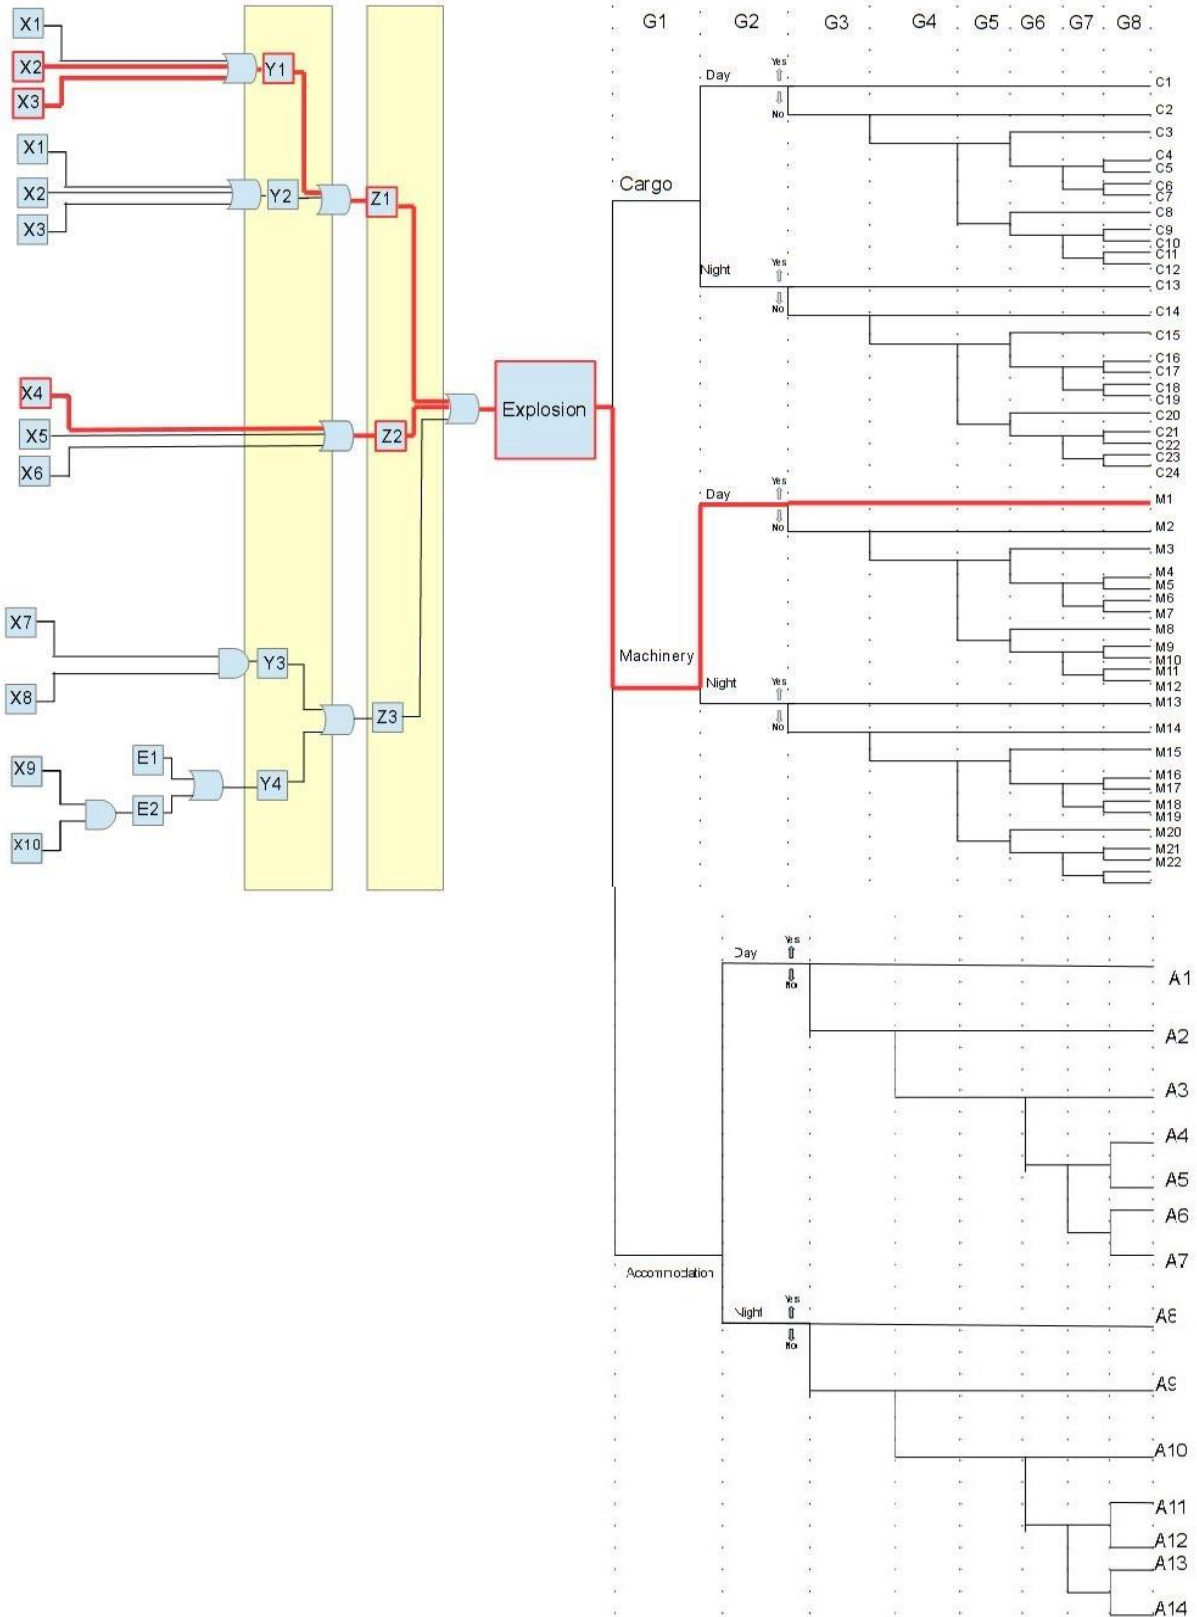 G1 G2 G3 G4 G5 G6 G7 G8
X1
X2
X3
Y1
X1
X2
X3
Y2
Z1
X4
X5
X6
Z2
Explosion
X7
X8
Y3
Z3
X9
X10
E1
E2
Y4
Cargo
Day
Yes
No
C1
C2
C3
C4
C5
C6
C7
C8
C9
C10
C11
C12
Night
Yes
No
C13
C14
C15
C16
C17
C18
C19
C20
C21
C22
C23
C24
Machinery
Day
Yes
No
M1
M2
M3
M4
M5
M6
M7
M8
M9
M10
M11
M12
Night
Yes
No
M13
M14
M15
M16
M17
M18
M19
M20
M21
M22
Accommodation
Day
Yes
No
A1
A2
A3
A4
A5
A6
A7
Night
Yes
No
A8
A9
A10
A11
A12
A13
A14